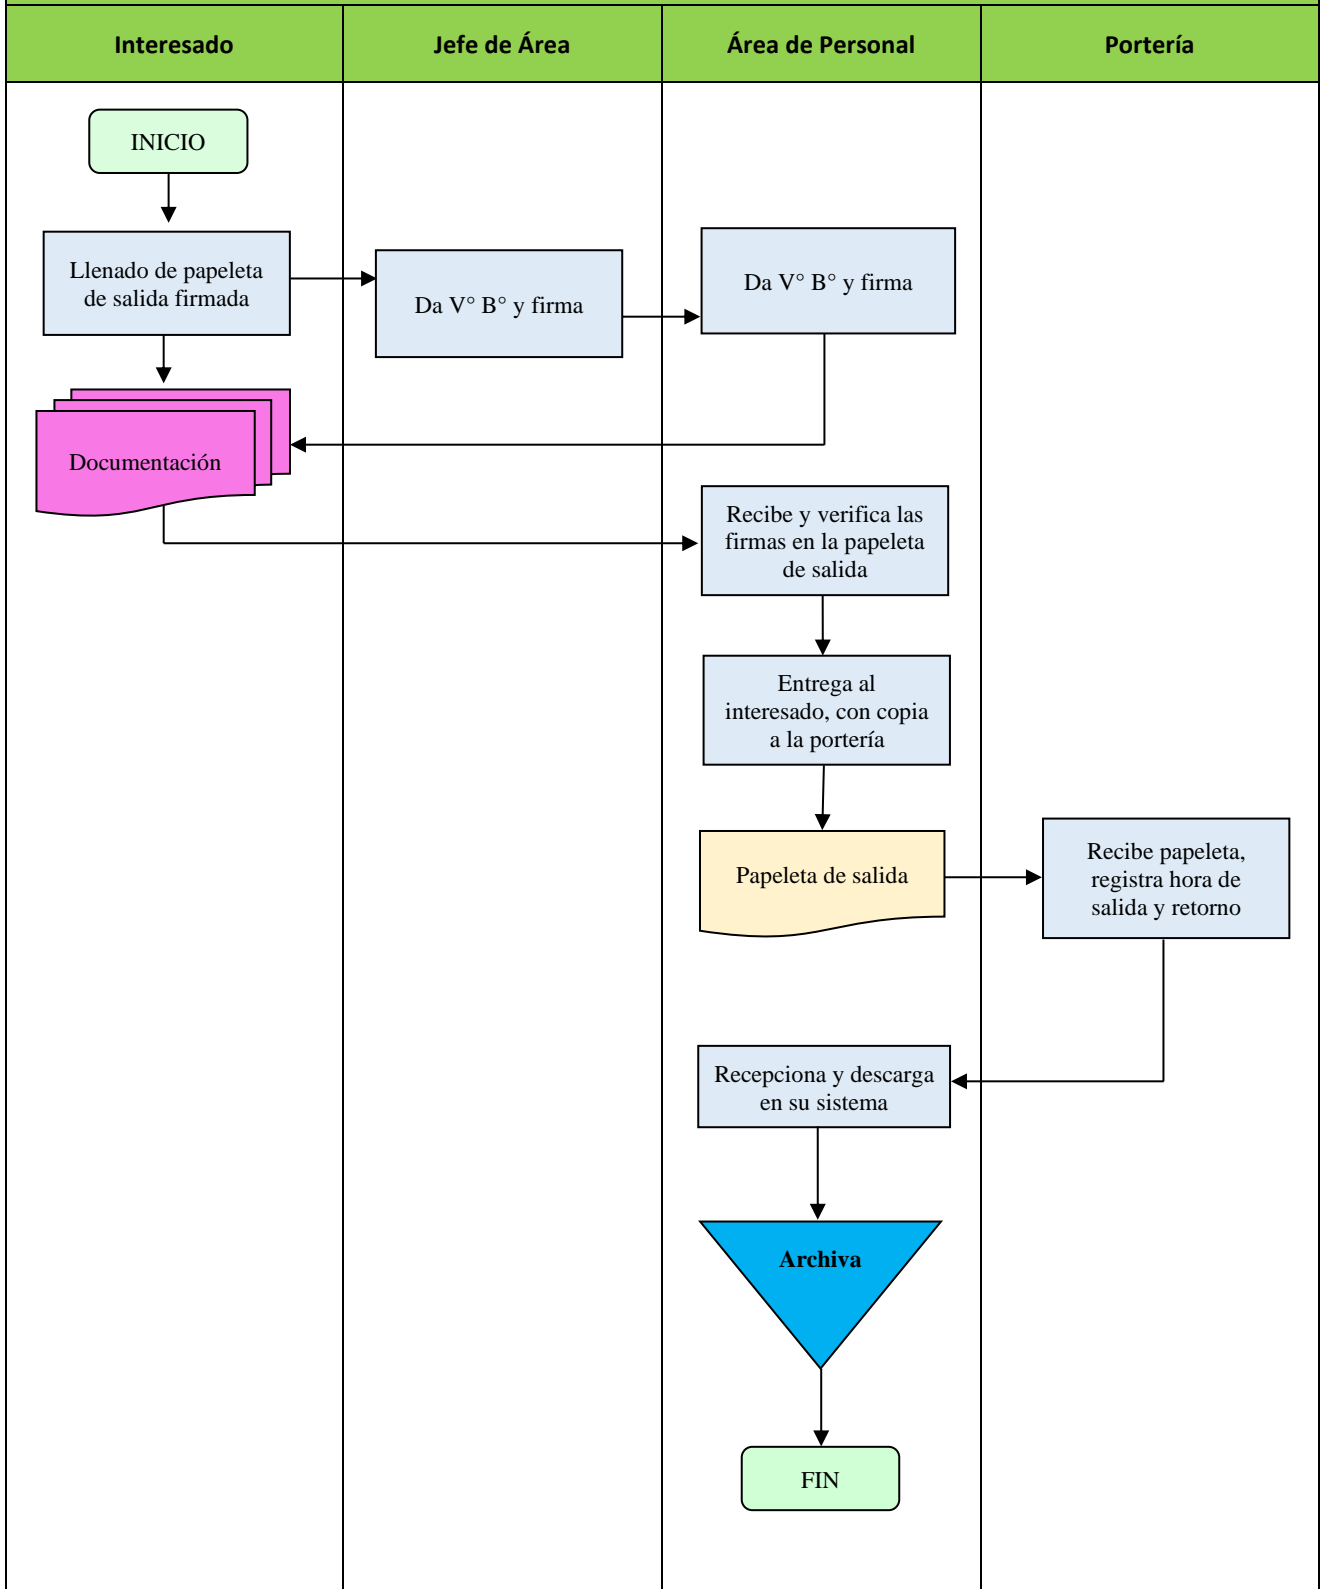 Interesado
Jefe de Área
Área de Personal
Portería
INICIO
Llenado de papeleta
de salida firmada
Da V° B° y firma
Da V° B° y firma
Documentación
Recibe y verifica las
firmas en la papeleta
de salida
Entrega al
interesado, con copia
a la portería
Papeleta de salida
Recibe papeleta,
registra hora de
salida y retorno
Recepciona y descarga
en su sistema
Archiva
FIN